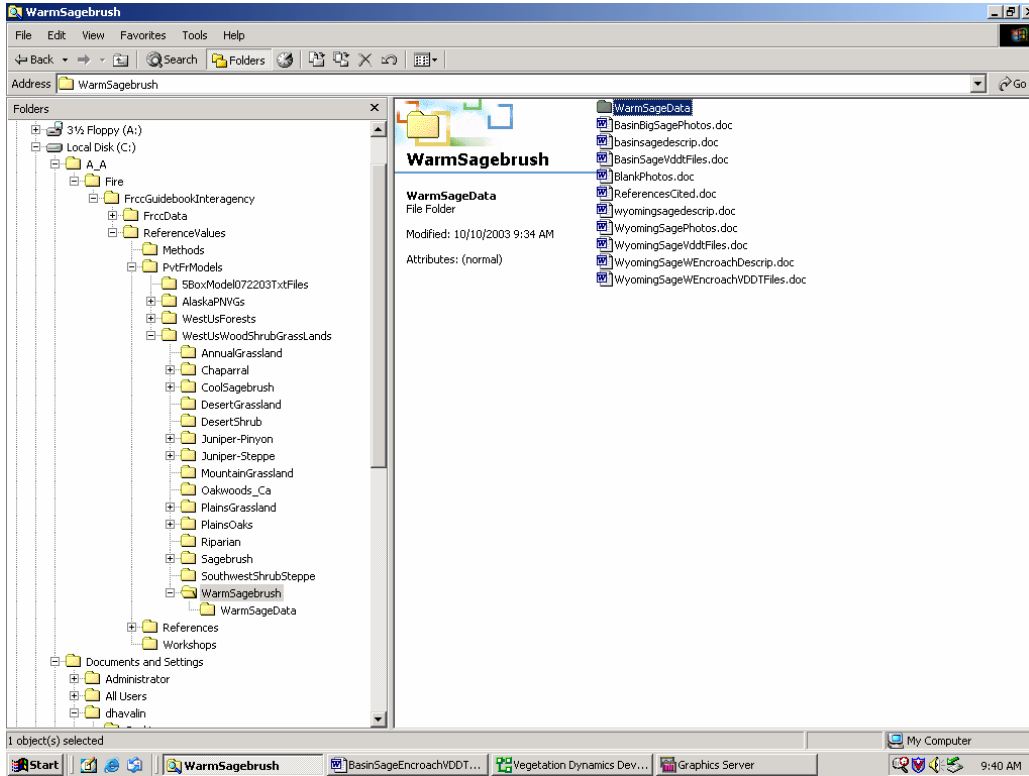 WarmSagebrush
File Edit View Favorites Tools Help
Back Search Folders
Address WarmSagebrush Go
Folders
3½ Floppy (A:)
Local Disk (C:)
A_A
Fire
FrccGuidebookInteragency
FrccData
ReferenceValues
Methods
PvtFrModels
5BoxModel072203TxtFiles
AlaskaPNVGs
WestUsForests
WestUsWoodShrubGrassLands
AnnualGrassland
Chaparral
CoolSagebrush
DesertGrassland
DesertShrub
Juniper-Pinyon
Juniper-Steppe
MountainGrassland
Oakwoods_Ca
PlainsGrassland
PlainsOaks
Riparian
Sagebrush
SouthwestShrubSteppe
WarmSagebrush
WarmSageData
References
Workshops
Documents and Settings
Administrator
All Users
dhavalin
WarmSagebrush
WarmSageData
File Folder
Modified: 10/10/2003 9:34 AM
Attributes: (normal)
WarmSageData
BasinBigSagePhotos.doc
basinsagedescrip.doc
BasinSageVddtFiles.doc
BlankPhotos.doc
ReferencesCited.doc
wyomingsagedescrip.doc
WyomingSagePhotos.doc
WyomingSageVddtFiles.doc
WyomingSageWEncroachDescrip.doc
WyomingSageWEncroachVDDTFiles.doc
1 object(s) selected My Computer
Start WarmSagebrush BasinSageEncroachVDDT... Vegetation Dynamics Dev... Graphics Server 9:40 AM